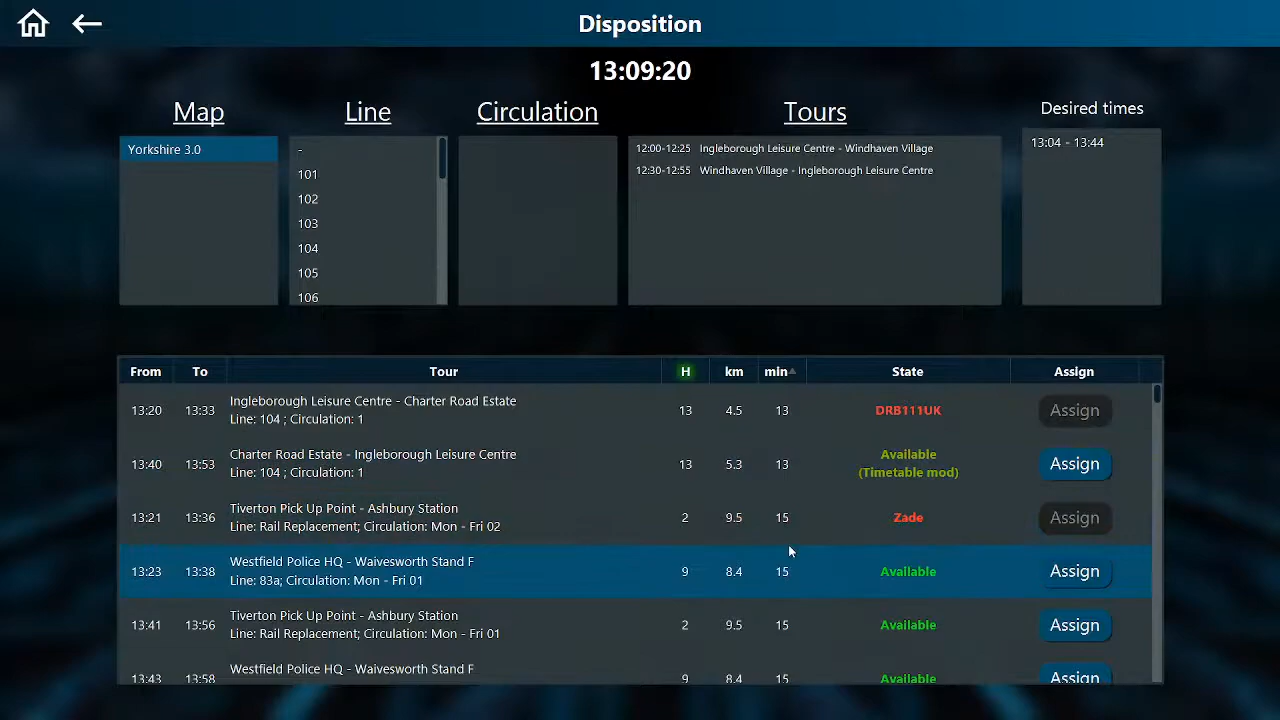 Disposition
13:09:20
Map
Line
Circulation
Tours
Desired times
Yorkshire 3.0
-
101
102
103
104
105
106
12:00-12:25 Ingleborough Leisure Centre - Windhaven Village
12:30-12:55 Windhaven Village - Ingleborough Leisure Centre
13:04 - 13:44
From To Tour H km min State Assign
13:20 13:33 Ingleborough Leisure Centre - Charter Road Estate 13 4.5 13 DRB111UK Assign
Line: 104 ; Circulation: 1
13:40 13:53 Charter Road Estate - Ingleborough Leisure Centre 13 5.3 13 Available Assign
Line: 104 ; Circulation: 1 (Timetable mod)
13:21 13:36 Tiverton Pick Up Point - Ashbury Station 2 9.5 15 Zade Assign
Line: Rail Replacement; Circulation: Mon - Fri 02
13:23 13:38 Westfield Police HQ - Waivesworth Stand F 9 8.4 15 Available Assign
Line: 83a; Circulation: Mon - Fri 01
13:41 13:56 Tiverton Pick Up Point - Ashbury Station 2 9.5 15 Available Assign
Line: Rail Replacement; Circulation: Mon - Fri 01
13:43 13:58 Westfield Police HQ - Waivesworth Stand F 9 8.4 15 Available Assign